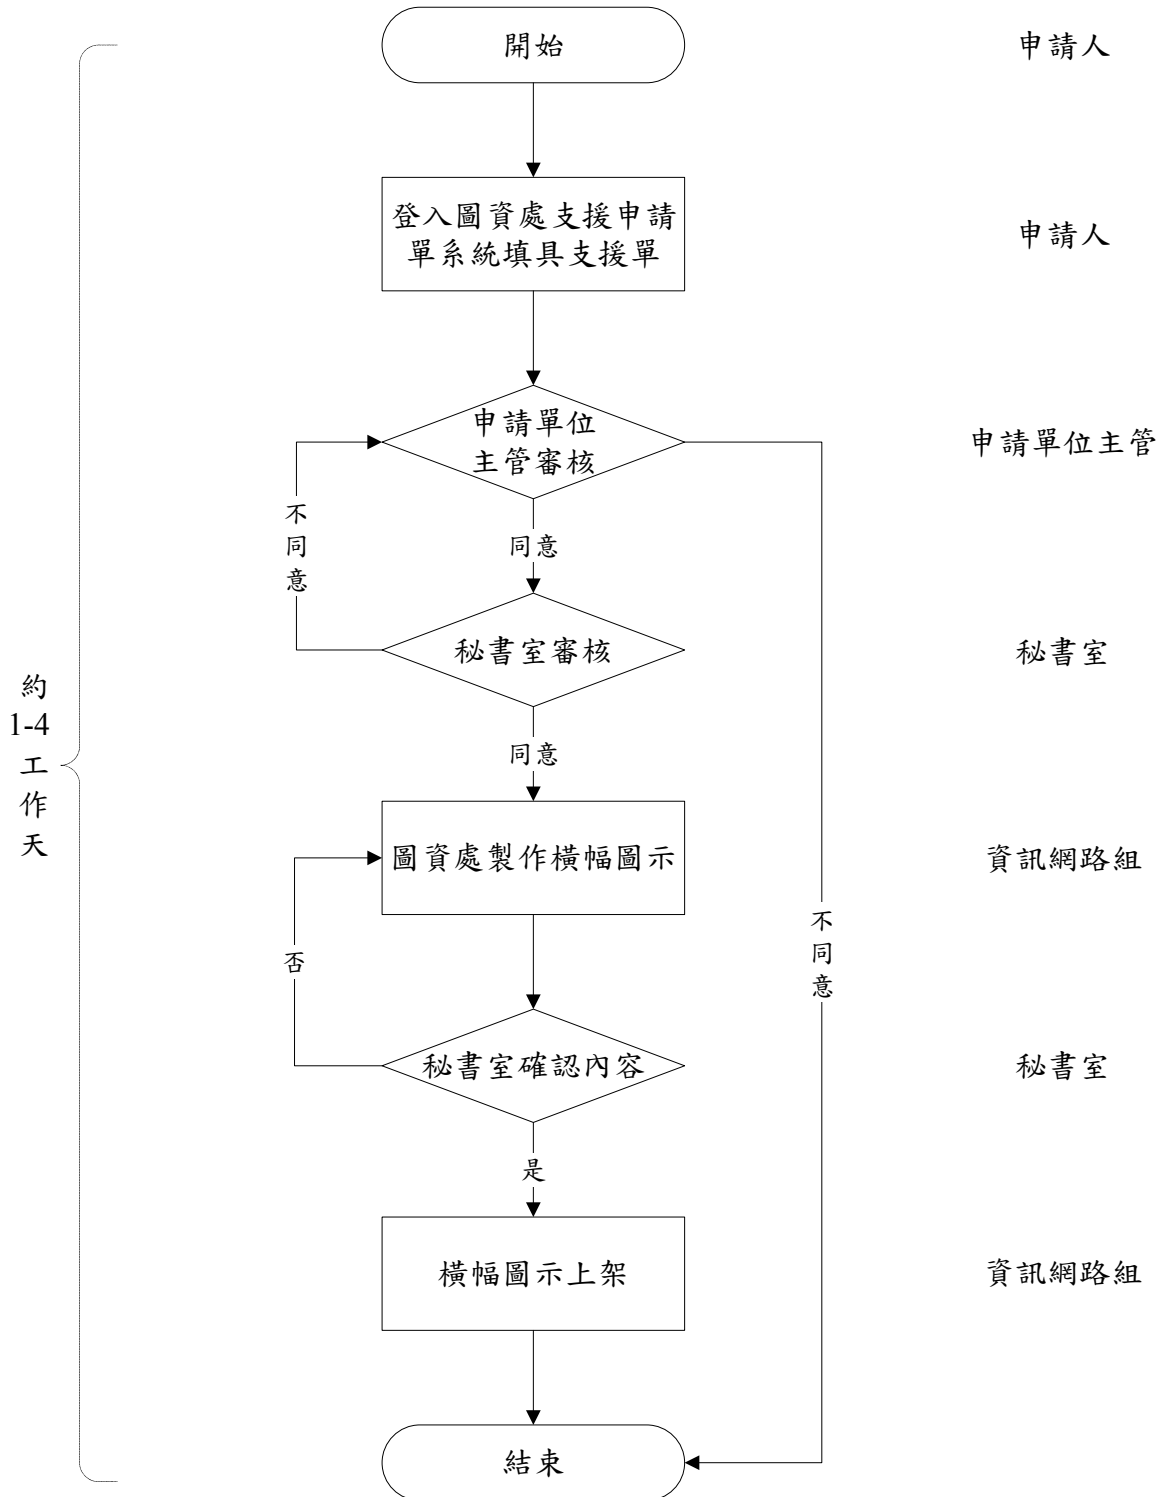 開始
申請人
登入圖資處支援申請
單系統填具支援單
申請人
申請單位
主管審核
申請單位主管
不
同
意
同意
秘書室審核
秘書室
約
1-4
工
作
天
同意
圖資處製作橫幅圖示
資訊網路組
不
同
意
否
秘書室確認內容
秘書室
是
橫幅圖示上架
資訊網路組
結束